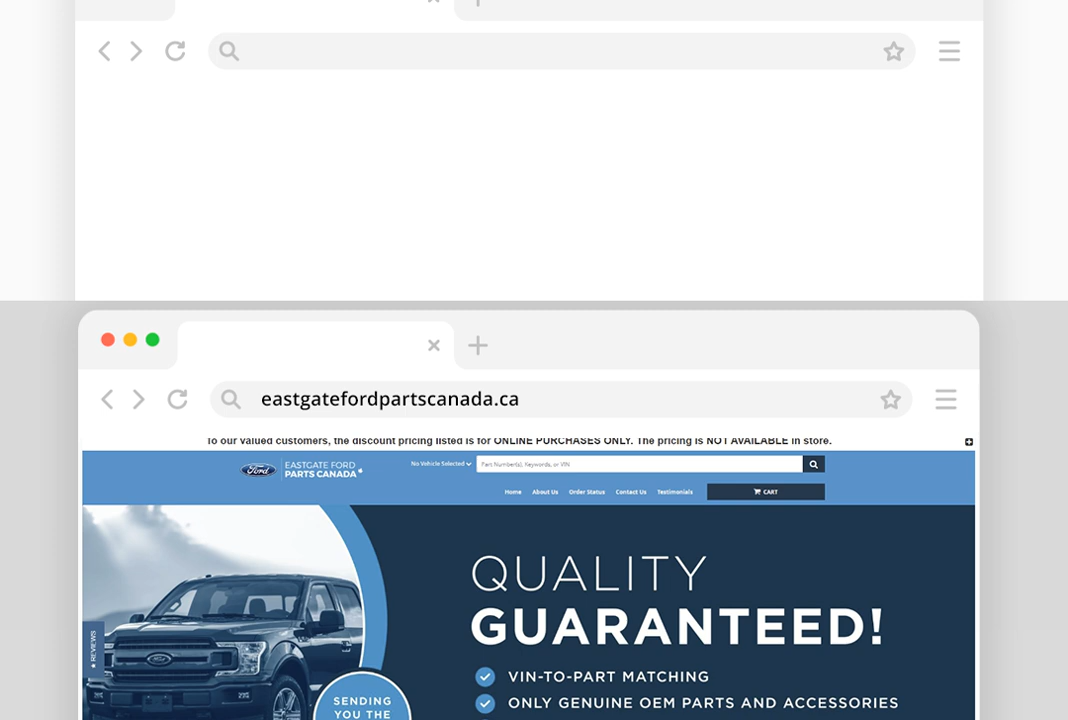 eastgatefordpartscanada.ca
To our valued customers, the discount pricing listed is for ONLINE PURCHASES ONLY. The pricing is NOT AVAILABLE in store.
Ford
EASTGATE FORD
PARTS CANADA
No Vehicle Selected
Part Number(s), Keywords, or VIN
Home About Us Order Status Contact Us Testimonials CART
QUALITY
GUARANTEED!
REVIEWS
VIN-TO-PART MATCHING
ONLY GENUINE OEM PARTS AND ACCESSORIES
SENDING
YOU THE